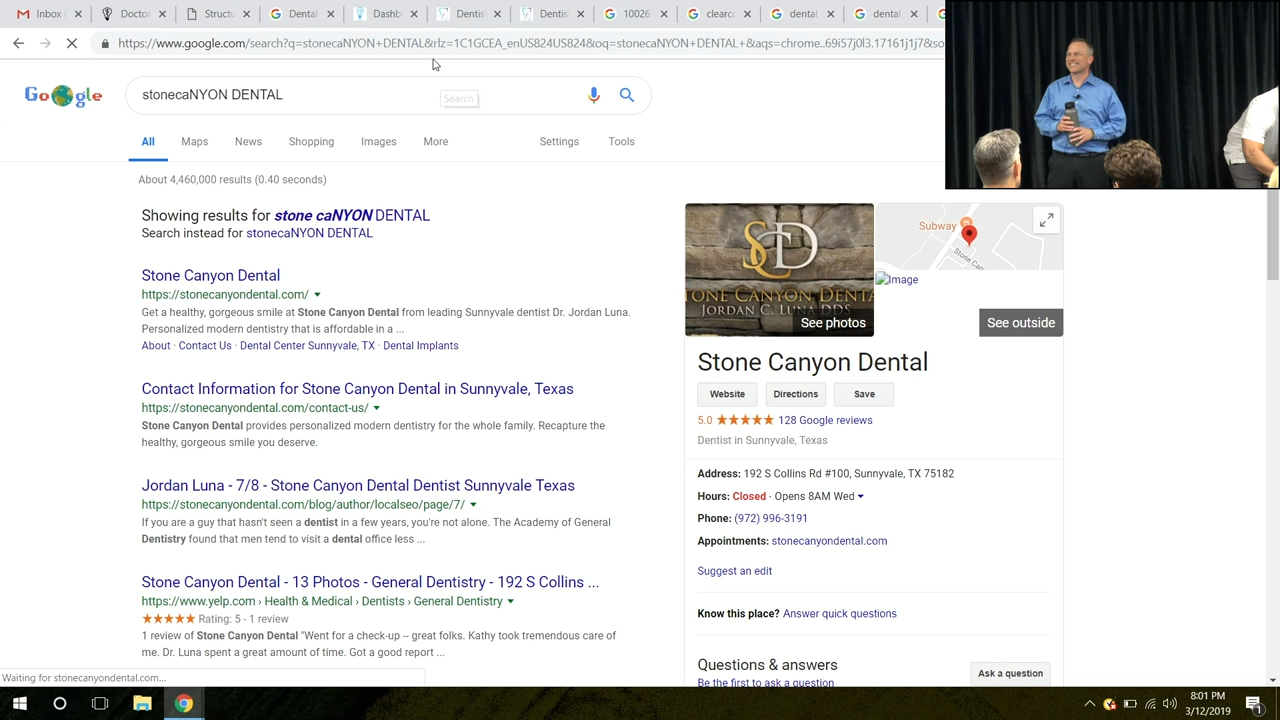 Inbox
Doctor
Structu
stonec
Dashb
Dentis
Dentis
10026
clearcc
dental
dental
https://www.google.com/search?q=stonecaNYON+DENTAL&rlz=1C1GCEA_enUS824US824&oq=stonecaNYON+DENTAL+&aqs=chrome..69i57j0l3.17161j1j7&so
Google
stonecaNYON DENTAL
Search
All Maps News Shopping Images More Settings Tools
About 4,460,000 results (0.40 seconds)
Showing results for stone caNYON DENTAL
Search instead for stonecaNYON DENTAL
Stone Canyon Dental
https://stonecanyondental.com/
Get a healthy, gorgeous smile at Stone Canyon Dental from leading Sunnyvale dentist Dr. Jordan Luna.
Personalized modern dentistry that is affordable in a ...
About · Contact Us · Dental Center Sunnyvale, TX · Dental Implants
Contact Information for Stone Canyon Dental in Sunnyvale, Texas
https://stonecanyondental.com/contact-us/
Stone Canyon Dental provides personalized modern dentistry for the whole family. Recapture the
healthy, gorgeous smile you deserve.
Jordan Luna - 7/8 - Stone Canyon Dental Dentist Sunnyvale Texas
https://stonecanyondental.com/blog/author/localseo/page/7/
If you are a guy that hasn't seen a dentist in a few years, you're not alone. The Academy of General
Dentistry found that men tend to visit a dental office less ...
Stone Canyon Dental - 13 Photos - General Dentistry - 192 S Collins ...
https://www.yelp.com › Health & Medical › Dentists › General Dentistry
Rating: 5 - 1 review
1 review of Stone Canyon Dental "Went for a check-up -- great folks. Kathy took tremendous care of
me. Dr. Luna spent a great amount of time. Got a good report ...
SCD
TONE CANYON DENTA
JORDAN C. LUNA DDS
See photos
Subway
Stone Ca
Image
See outside
Stone Canyon Dental
Website Directions Save
5.0 128 Google reviews
Dentist in Sunnyvale, Texas
Address: 192 S Collins Rd #100, Sunnyvale, TX 75182
Hours: Closed · Opens 8AM Wed
Phone: (972) 996-3191
Appointments: stonecanyondental.com
Suggest an edit
Know this place? Answer quick questions
Questions & answers
Ask a question
Be the first to ask a question
Waiting for stonecanyondental.com...
8:01 PM
3/12/2019
1